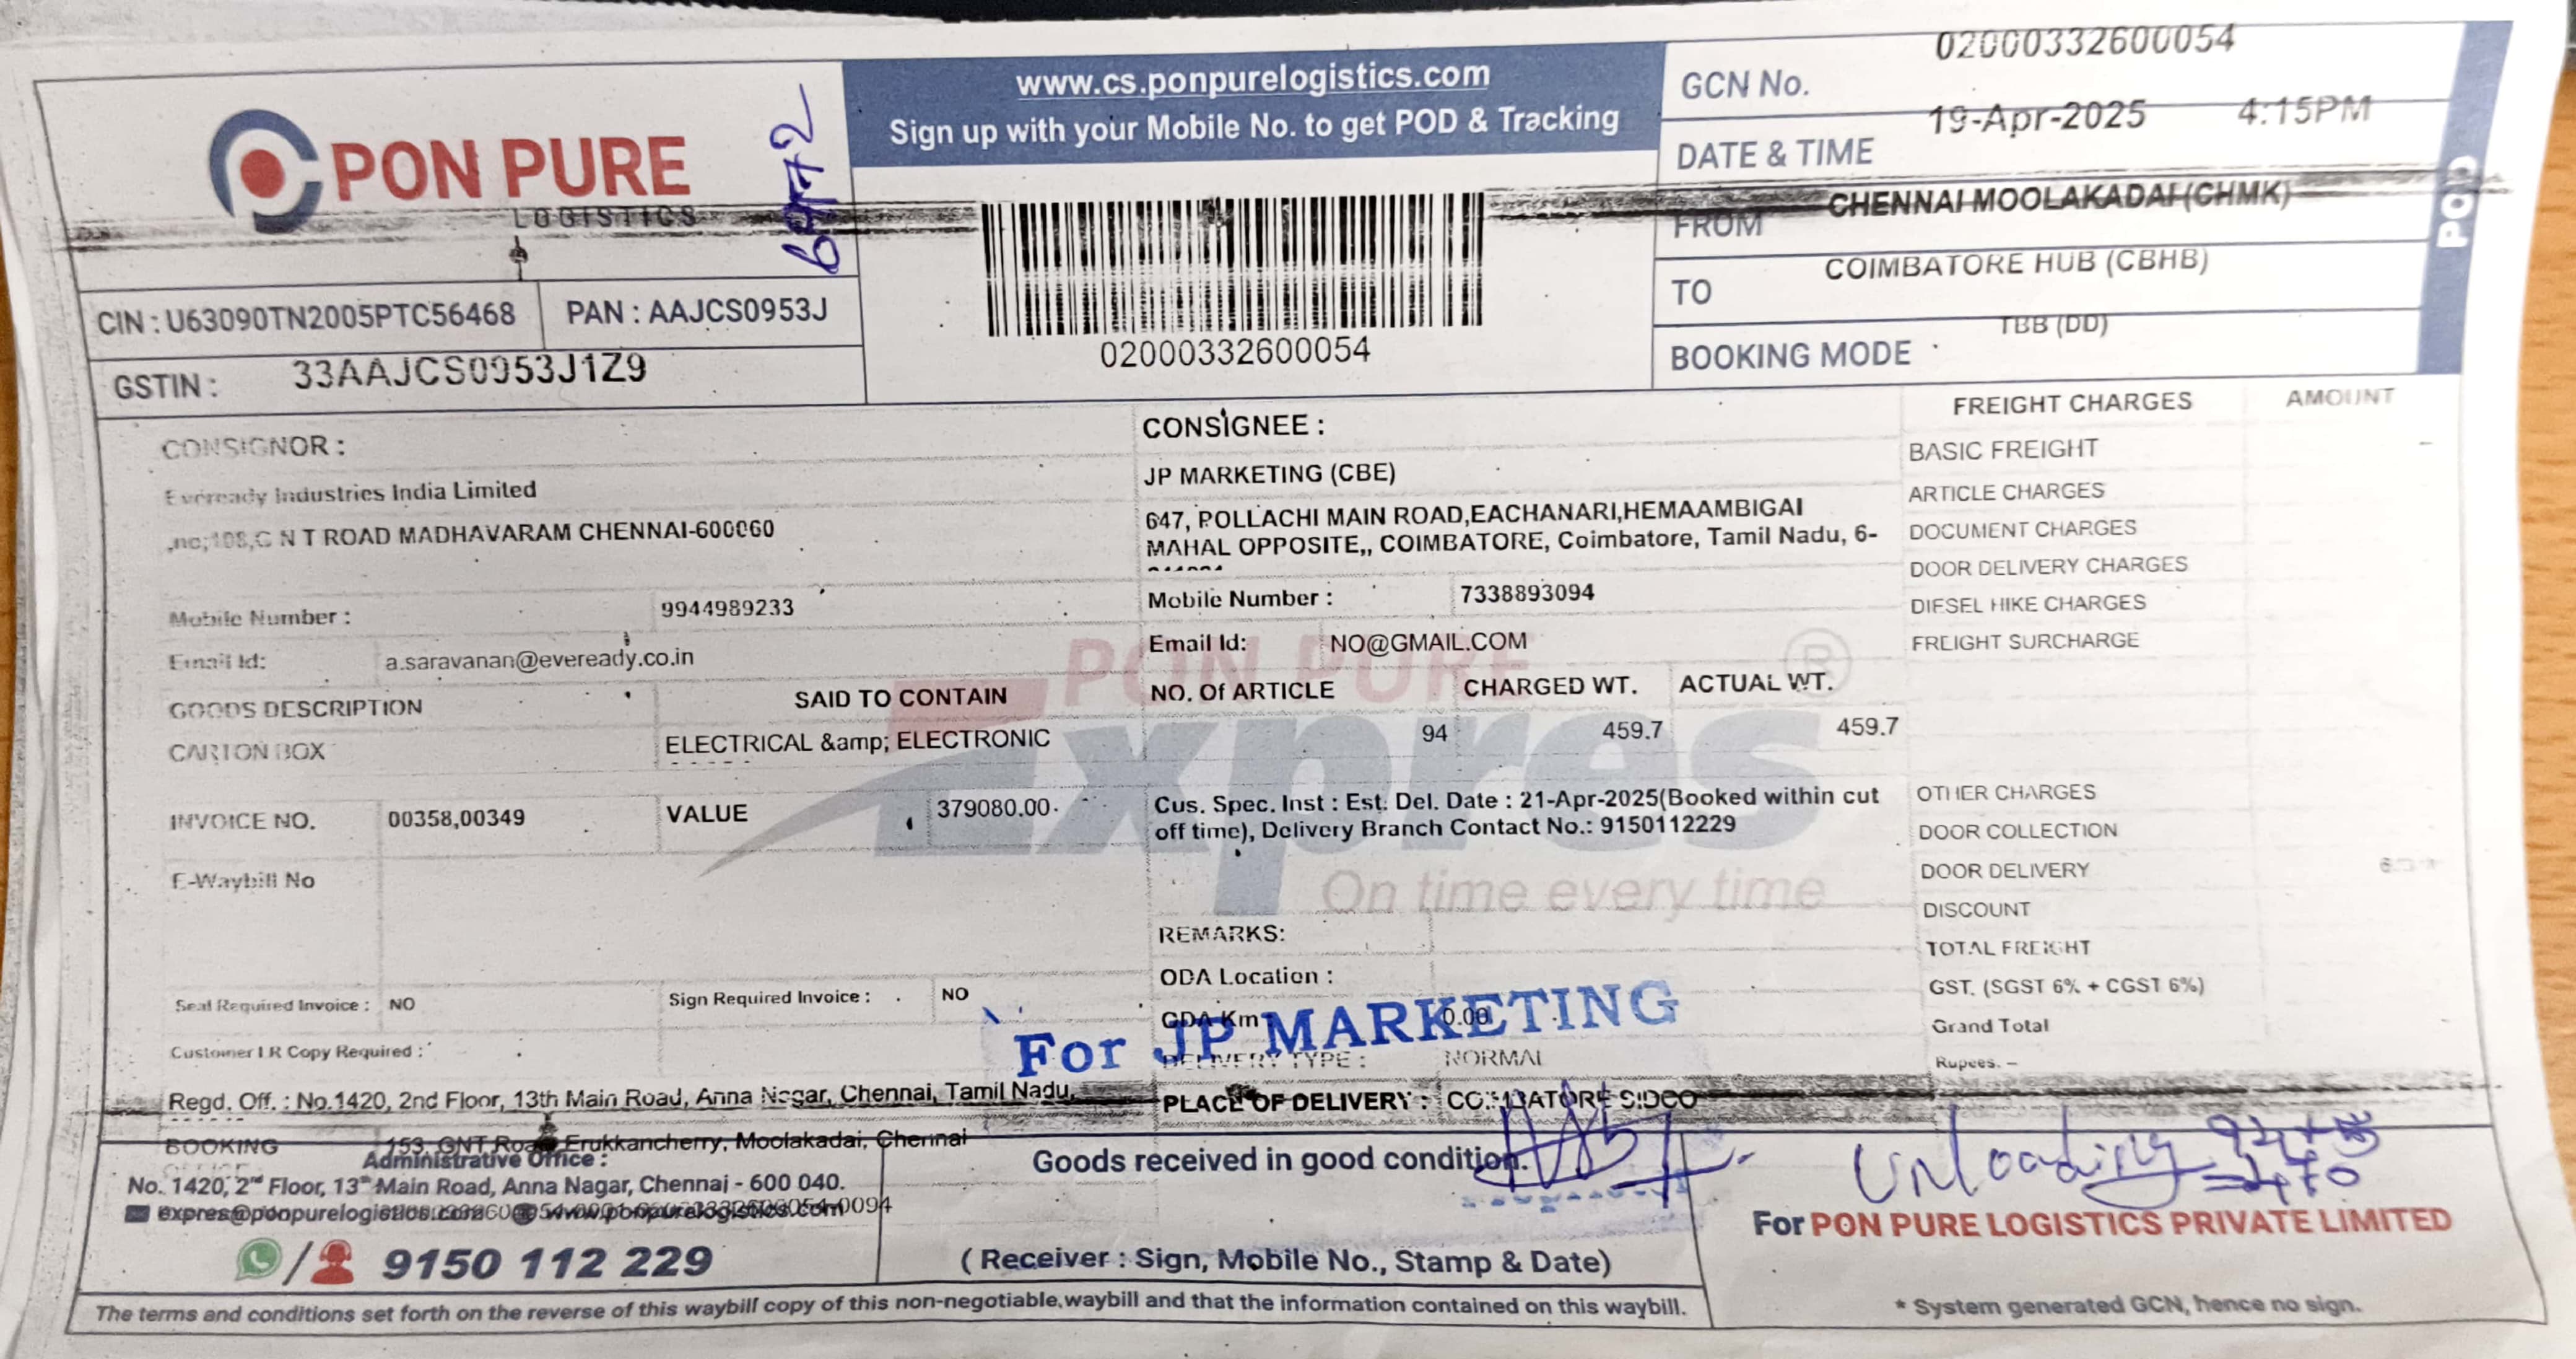 PON PURE
LOGISTICS
www.cs.ponpurelogistics.com
Sign up with your Mobile No. to get POD & Tracking
02000332600054
GCN No. 02000332600054
DATE & TIME 19-Apr-2025 4:15PM
FROM CHENNAI MOOLAKADAI (CHMK)
TO COIMBATORE HUB (CBHB)
BOOKING MODE TBB (DD)
POD
CIN : U63090TN2005PTC56468 PAN : AAJCS0953J
GSTIN : 33AAJCS0953J1Z9
CONSIGNOR :
Eveready Industries India Limited
N T ROAD MADHAVARAM CHENNAI-600060
Mobile Number : 9944989233
Email Id: a.saravanan@eveready.co.in
GOODS DESCRIPTION SAID TO CONTAIN
CARTON BOX ELECTRICAL &amp; ELECTRONIC
INVOICE NO. 00358,00349 VALUE 379080.00
E-Waybill No
Seal Required Invoice : NO Sign Required Invoice : NO
Customer LR Copy Required :
Regd. Off. : No.1420, 2nd Floor, 13th Main Road, Anna Nagar, Chennai, Tamil Nadu,
CONSIGNEE :
JP MARKETING (CBE)
647, POLLACHI MAIN ROAD,EACHANARI,HEMAAMBIGAI
MAHAL OPPOSITE,, COIMBATORE, Coimbatore, Tamil Nadu, 6-
Mobile Number : 7338893094
Email Id: NO@GMAIL.COM
NO. Of ARTICLE CHARGED WT. ACTUAL WT.
94 459.7 459.7
Cus. Spec. Inst : Est. Del. Date : 21-Apr-2025(Booked within cut
off time), Delivery Branch Contact No.: 9150112229
REMARKS:
ODA Location :
ODA Km 0.00
DELIVERY TYPE : NORMAL
PLACE OF DELIVERY : COIMBATORE SIDCO
PON PURE
Expres
On time every time
For JP MARKETING
FREIGHT CHARGES AMOUNT
BASIC FREIGHT
ARTICLE CHARGES
DOCUMENT CHARGES
DOOR DELIVERY CHARGES
DIESEL HIKE CHARGES
FREIGHT SURCHARGE
OTHER CHARGES
DOOR COLLECTION
DOOR DELIVERY
DISCOUNT
TOTAL FREIGHT
GST. (SGST 6% + CGST 6%)
Grand Total
Rupees. –
BOOKING 153, GNT Road Erukkancherry, Moolakadai, Chennai
Administrative Office :
No. 1420, 2nd Floor, 13th Main Road, Anna Nagar, Chennai - 600 040.
expres@ponpurelogistics.com www.ponpurelogistics.com
9150 112 229
Goods received in good condition.
( Receiver : Sign, Mobile No., Stamp & Date)
Unloading
=470
For PON PURE LOGISTICS PRIVATE LIMITED
* System generated GCN, hence no sign.
The terms and conditions set forth on the reverse of this waybill copy of this non-negotiable,waybill and that the information contained on this waybill.